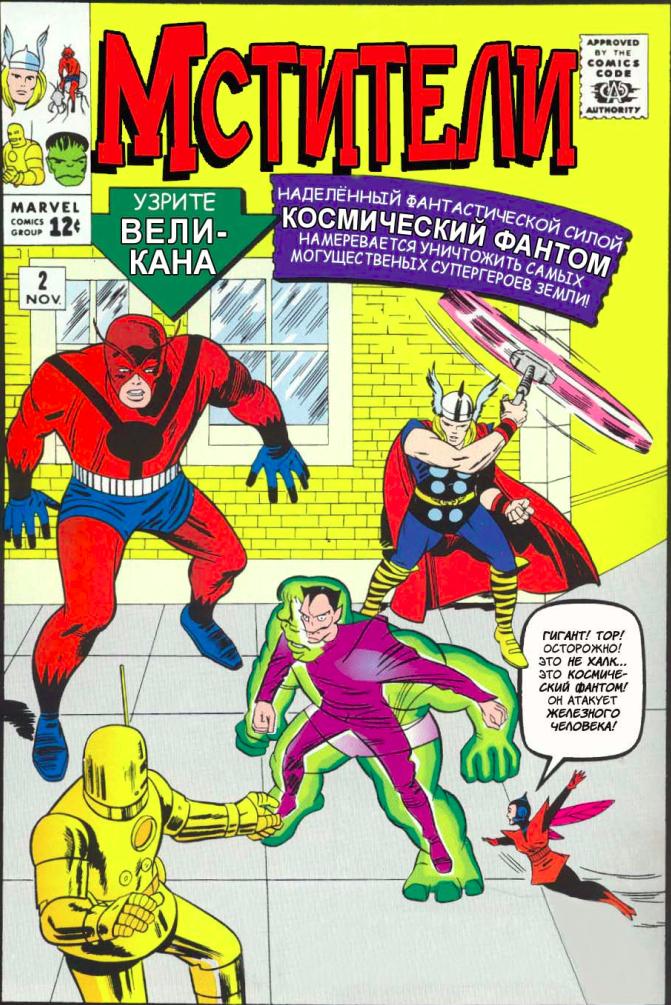 Мстители
APPROVED
BY THE
COMICS
CODE
CA
AUTHORITY
MARVEL
COMICS
GROUP 12¢
2
NOV.
УЗРИТЕ
ВЕЛИ-
КАНА
НАДЕЛЁННЫЙ ФАНТАСТИЧЕСКОЙ СИЛОЙ
КОСМИЧЕСКИЙ ФАНТОМ
НАМЕРЕВАЕТСЯ УНИЧТОЖИТЬ САМЫХ
МОГУЩЕСТВЕНЫХ СУПЕРГЕРОЕВ ЗЕМЛИ!
ГИГАНТ! ТОР!
ОСТОРОЖНО!
ЭТО НЕ ХАЛК...
ЭТО КОСМИЧЕ-
СКИЙ ФАНТОМ!
ОН АТАКУЕТ
ЖЕЛЕЗНОГО
ЧЕЛОВЕКА!